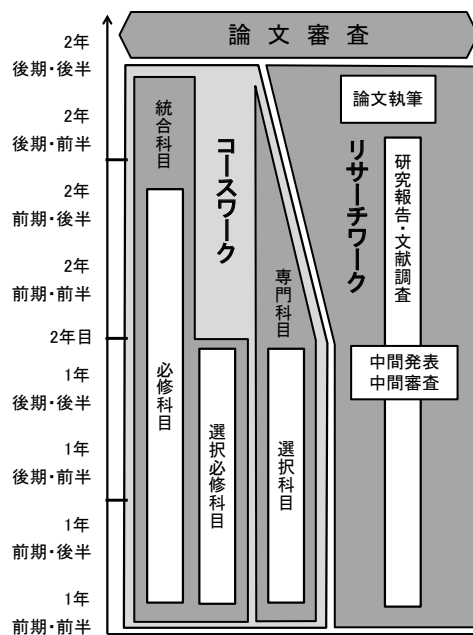 論文審査
2年
後期・後半
2年
後期・前半
2年
前期・後半
2年
前期・前半
2年目
1年
後期・後半
1年
後期・前半
1年
前期・後半
1年
前期・前半
統合科目
必修科目
コースワーク
選択必修科目
専門科目
選択科目
リサーチワーク
論文執筆
研究報告・文献調査
中間発表
中間審査